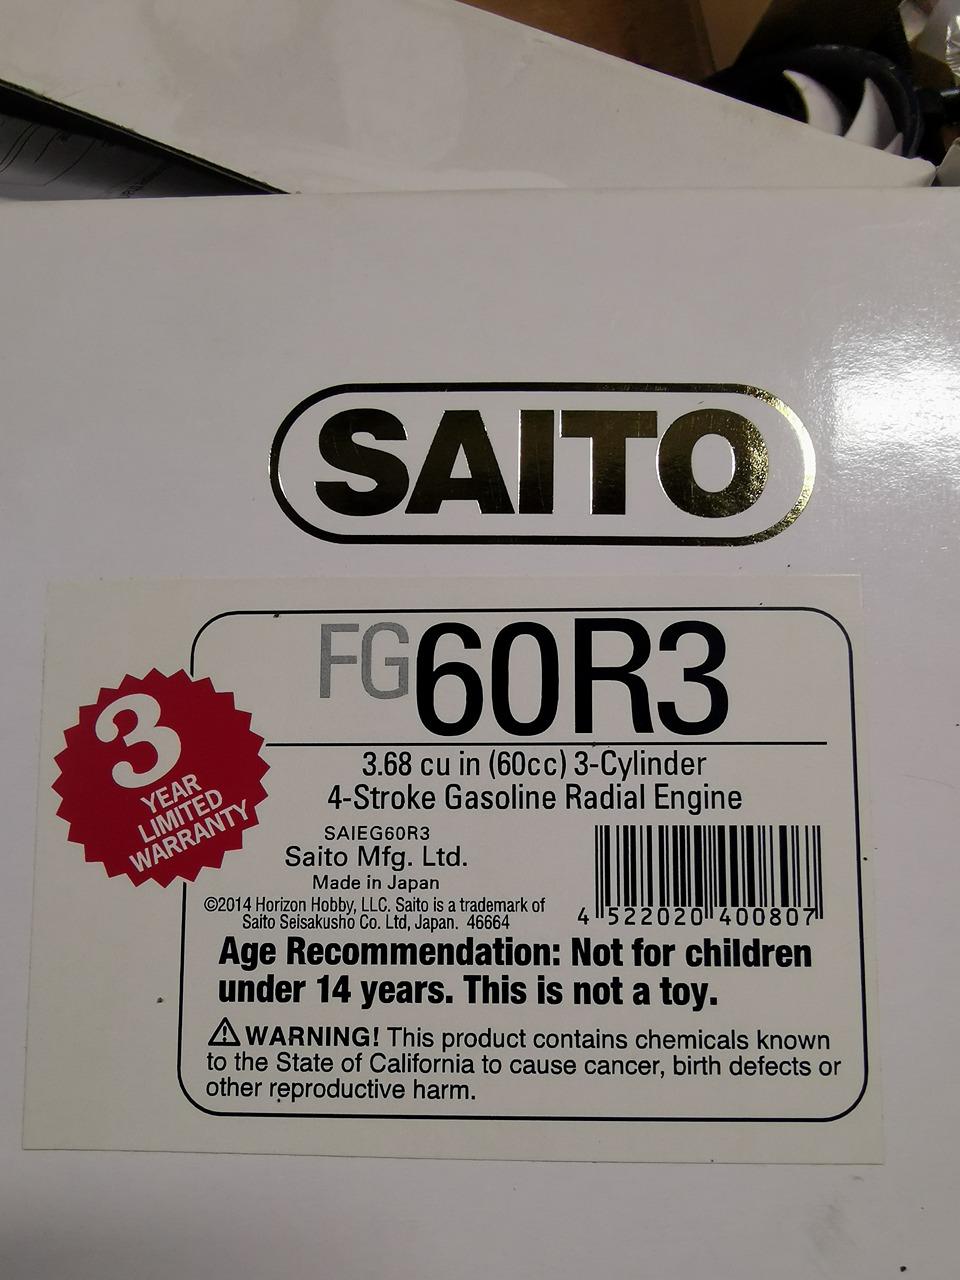 SAITO
FG60R3
3.68 cu in (60cc) 3-Cylinder
4-Stroke Gasoline Radial Engine
3
YEAR
LIMITED
WARRANTY
SAIEG60R3
Saito Mfg. Ltd.
Made in Japan
©2014 Horizon Hobby, LLC. Saito is a trademark of
Saito Seisakusho Co. Ltd, Japan. 46664
4 522020 400807
Age Recommendation: Not for children
under 14 years. This is not a toy.
⚠WARNING! This product contains chemicals known
to the State of California to cause cancer, birth defects or
other reproductive harm.